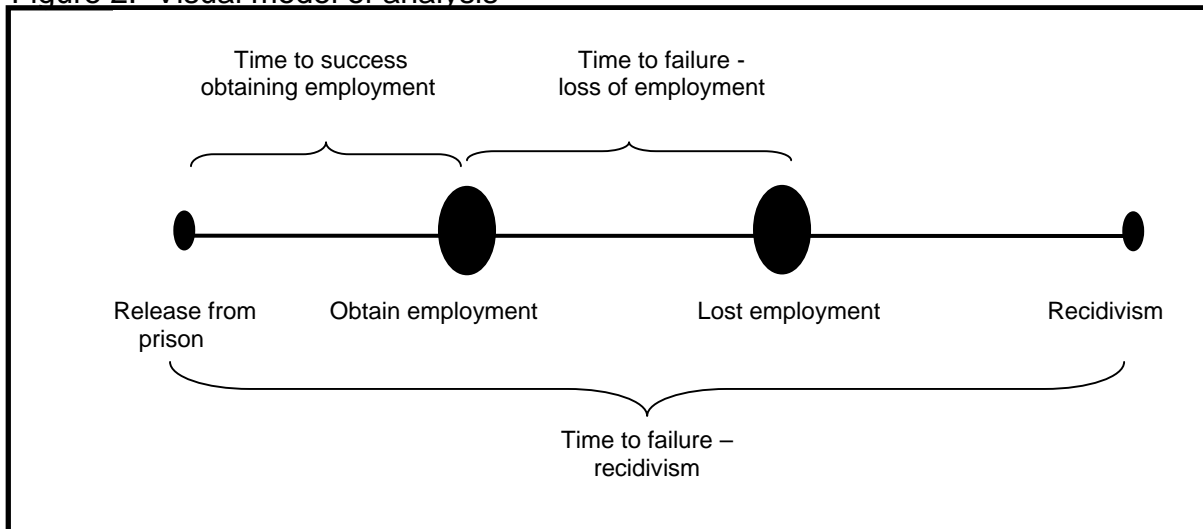 Figure 2. Visual model of analysis
Time to success
obtaining employment
Time to failure -
loss of employment
Release from
prison
Obtain employment
Lost employment
Recidivism
Time to failure –
recidivism